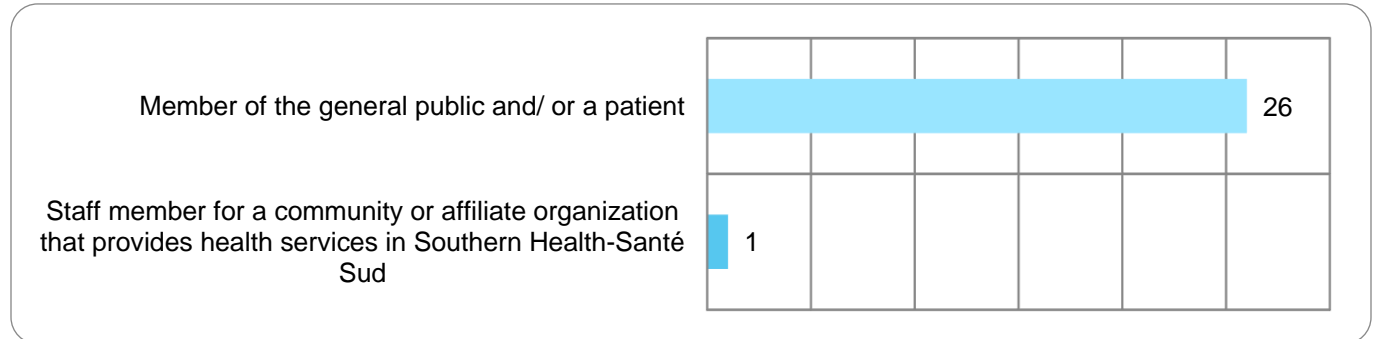 Member of the general public and/ or a patient
26
Staff member for a community or affiliate organization
that provides health services in Southern Health-Santé
Sud
1